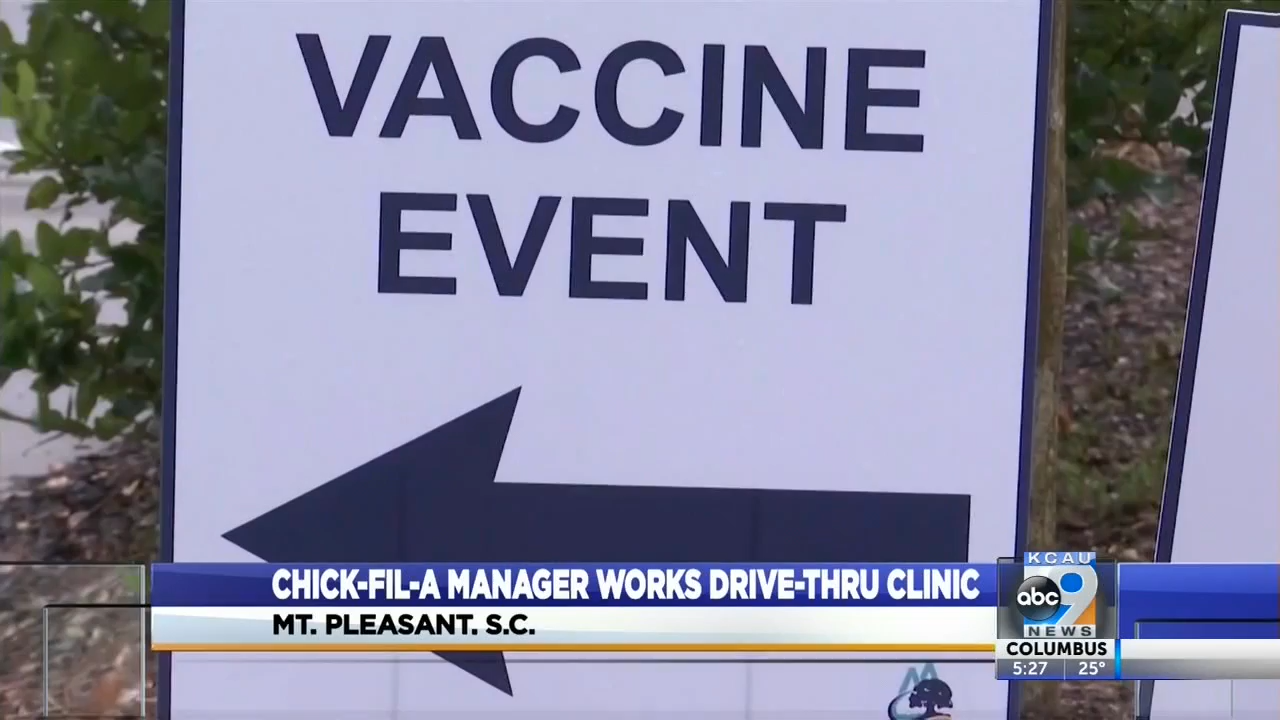 VACCINE
EVENT
CHICK-FIL-A MANAGER WORKS DRIVE-THRU CLINIC
MT. PLEASANT. S.C.
KCAU
abc 9
NEWS
COLUMBUS
5:27 25°